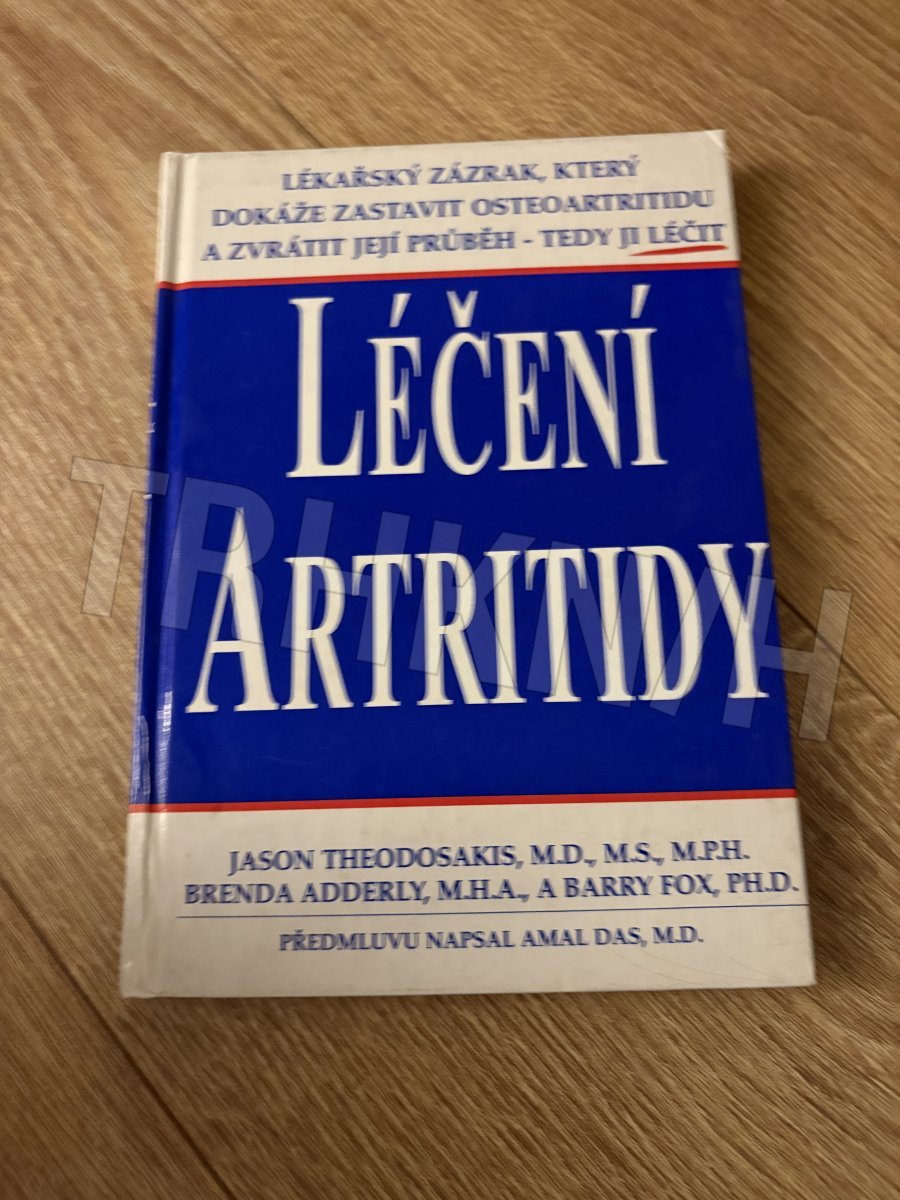 LÉKAŘSKÝ ZÁZRAK, KTERÝ
DOKÁŽE ZASTAVIT OSTEOARTRITIDU
A ZVRÁTIT JEJÍ PRŮBĚH - TEDY JI LÉČIT
LÉČENÍ
ARTRITIDY
TRHKNIH
JASON THEODOSAKIS, M.D., M.S., M.P.H.
BRENDA ADDERLY, M.H.A., A BARRY FOX, PH.D.
PŘEDMLUVU NAPSAL AMAL DAS, M.D.